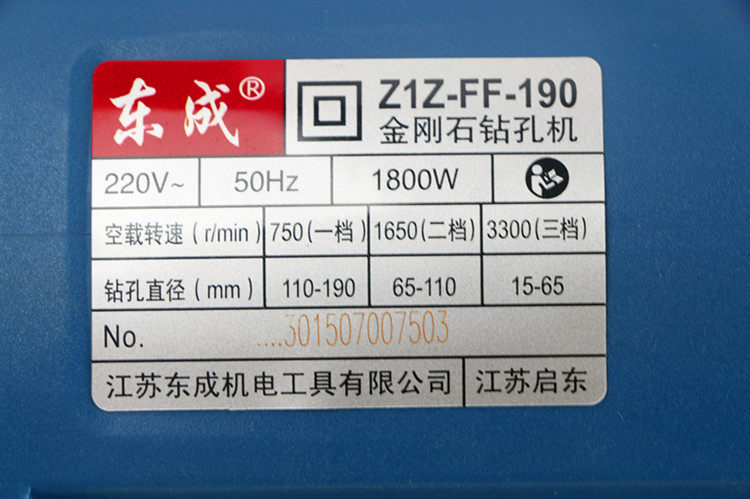 东成®
Z1Z-FF-190
金刚石钻孔机
220V~ 50Hz 1800W
空载转速(r/min) 750(一档) 1650(二档) 3300(三档)
钻孔直径(mm) 110-190 65-110 15-65
No. ....301507007503
江苏东成机电工具有限公司 江苏启东